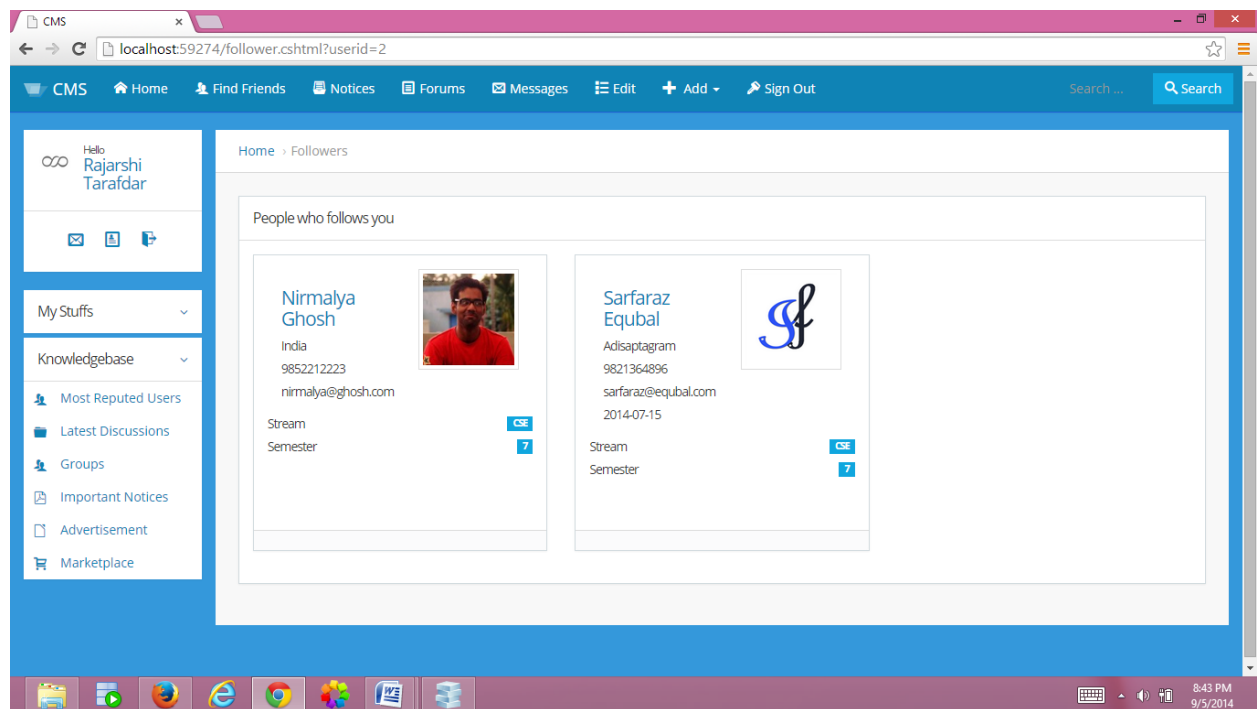 CMS
localhost:59274/follower.cshtml?userid=2
CMS Home Find Friends Notices Forums Messages Edit Add Sign Out Search ... Search
Hello
Rajarshi
Tarafdar
My Stuffs
Knowledgebase
Most Reputed Users
Latest Discussions
Groups
Important Notices
Advertisement
Marketplace
Home › Followers
People who follows you
Nirmalya
Ghosh
India
9852212223
nirmalya@ghosh.com
Stream CSE
Semester 7
Sarfaraz
Equbal
Adisaptagram
9821364896
sarfaraz@equbal.com
2014-07-15
Stream CSE
Semester 7
8:43 PM
9/5/2014